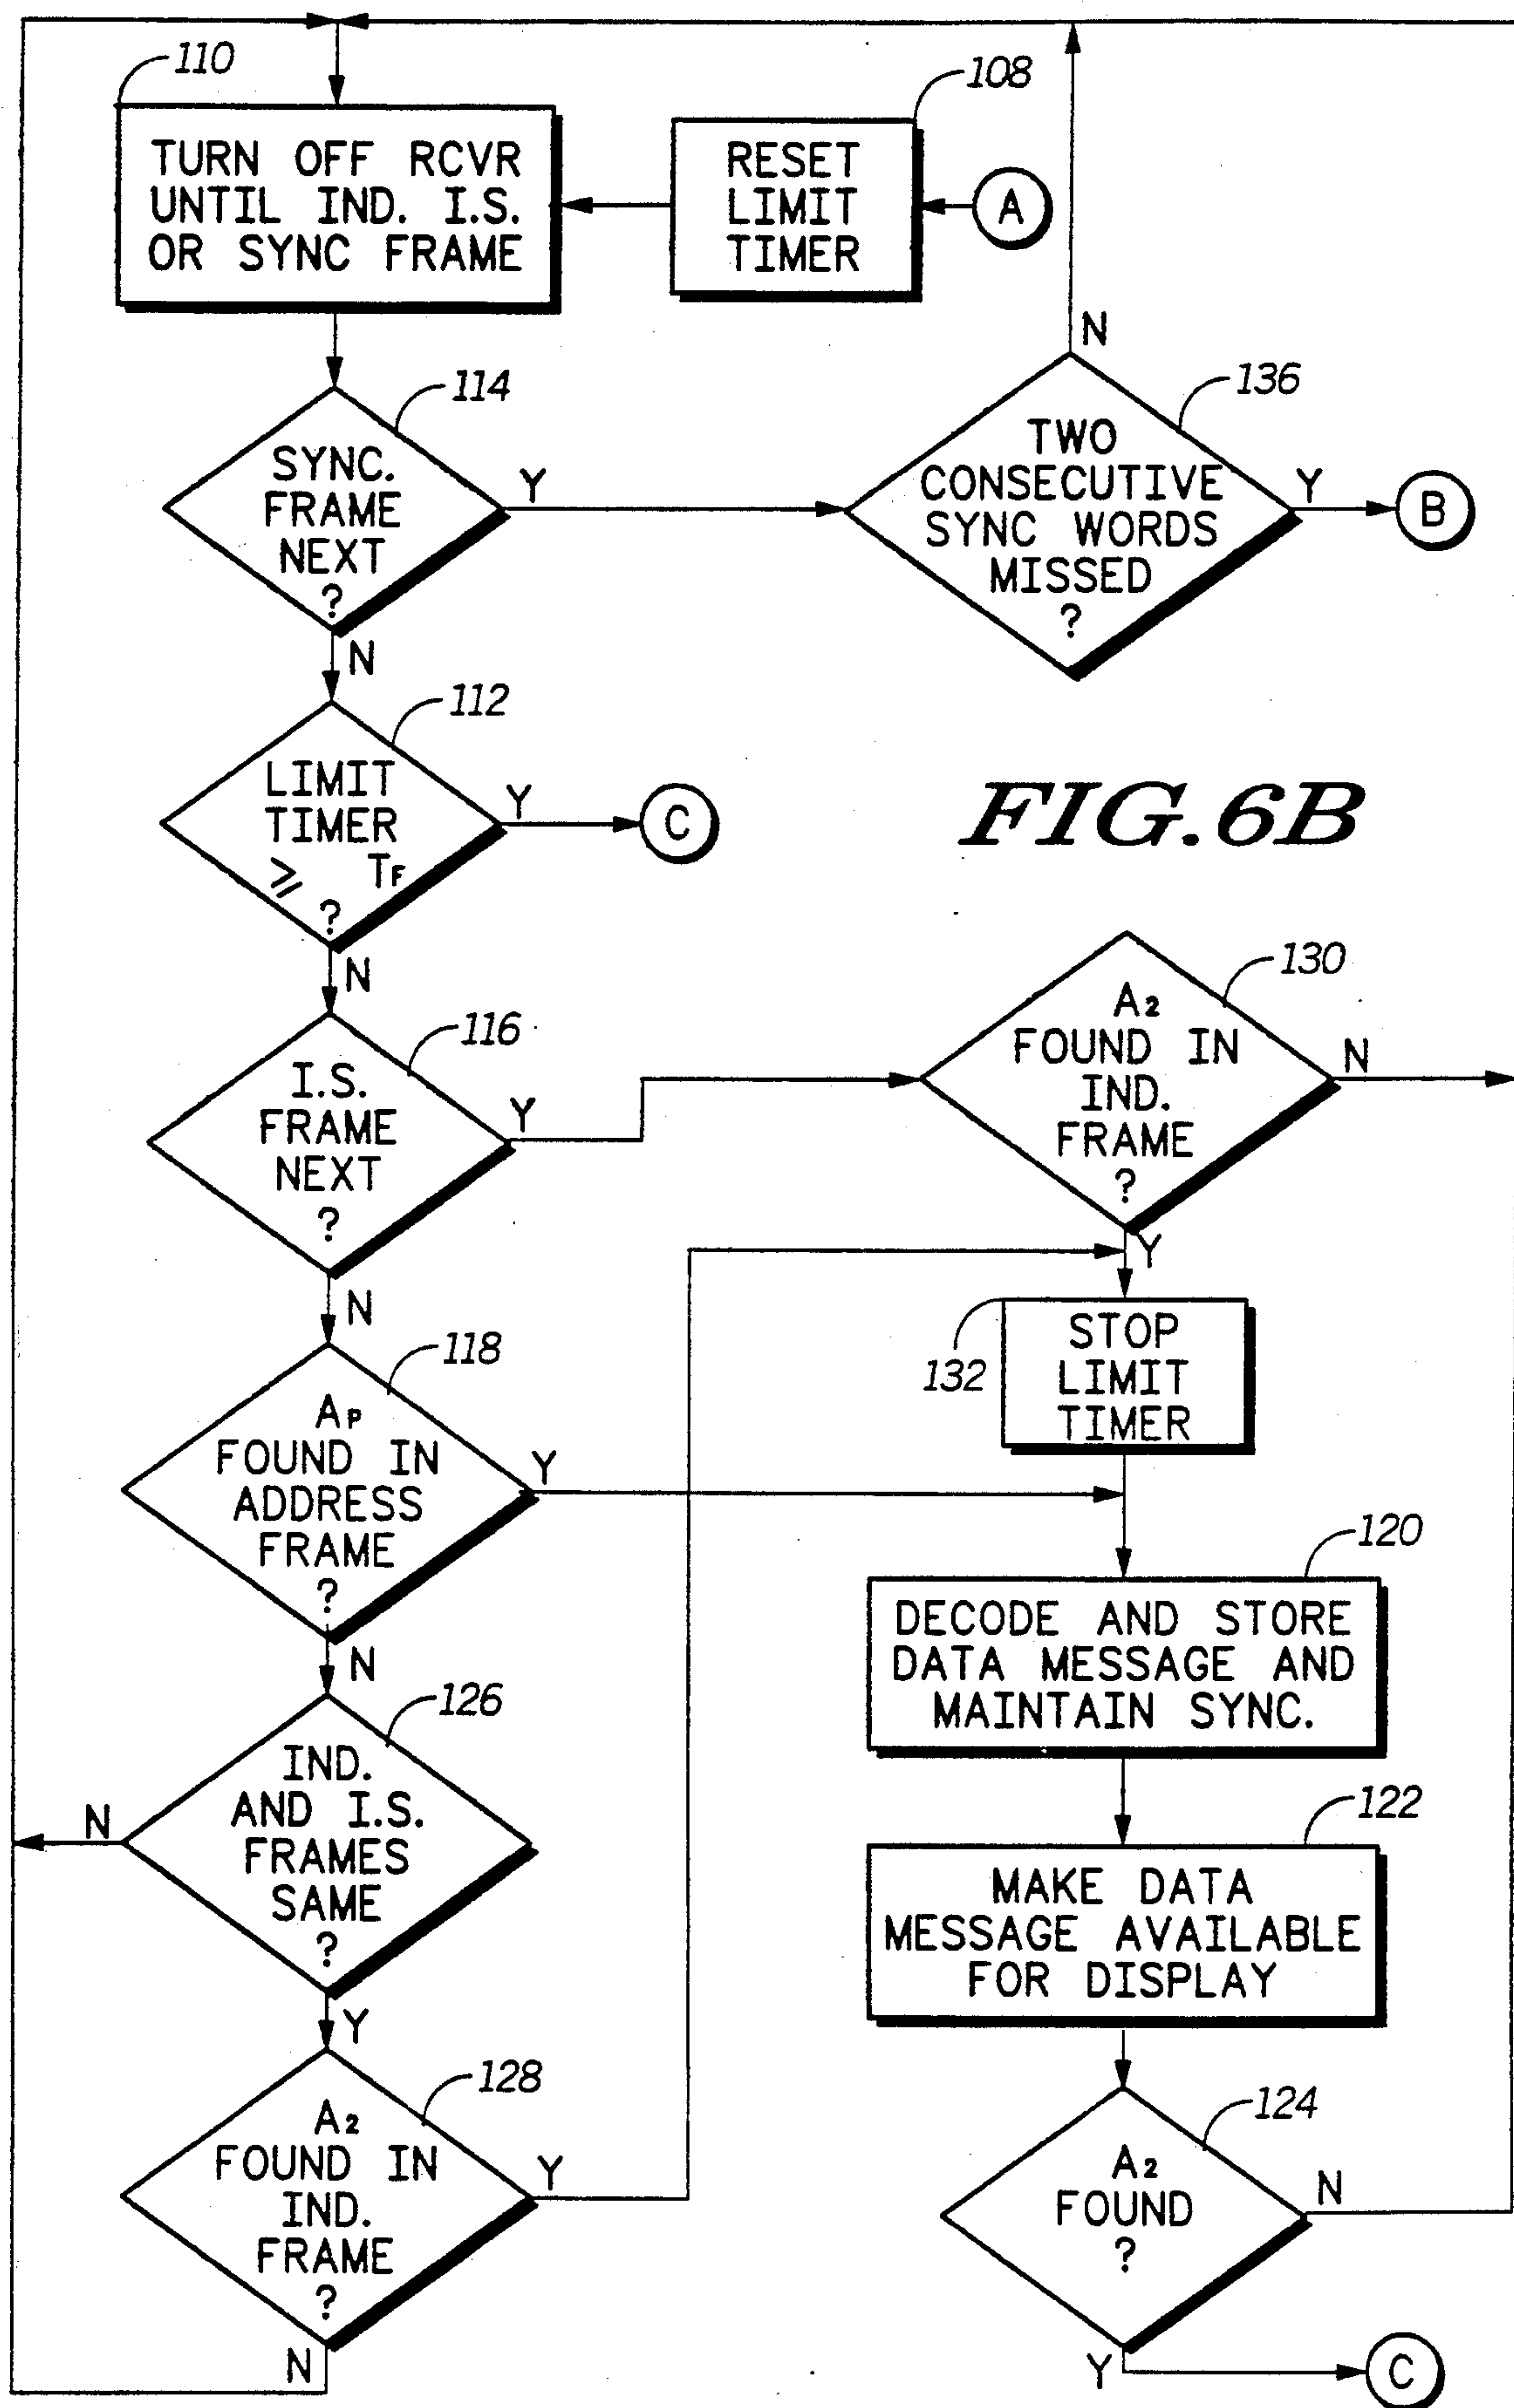 110
TURN OFF RCVR
UNTIL IND. I.S.
OR SYNC FRAME
108
RESET
LIMIT
TIMER
A
114
SYNC.
FRAME
NEXT
?
Y
N
136
TWO
CONSECUTIVE
SYNC WORDS
MISSED
?
N
Y
B
112
LIMIT
TIMER
≥ TF
?
Y
C
N
FIG.6B
116
I.S.
FRAME
NEXT
?
Y
N
130
A2
FOUND IN
IND.
FRAME
?
N
Y
132
STOP
LIMIT
TIMER
118
AP
FOUND IN
ADDRESS
FRAME
?
Y
N
120
DECODE AND STORE
DATA MESSAGE AND
MAINTAIN SYNC.
126
IND.
AND I.S.
FRAMES
SAME
?
N
Y
122
MAKE DATA
MESSAGE AVAILABLE
FOR DISPLAY
128
A2
FOUND IN
IND.
FRAME
?
Y
N
124
A2
FOUND
?
N
Y
C